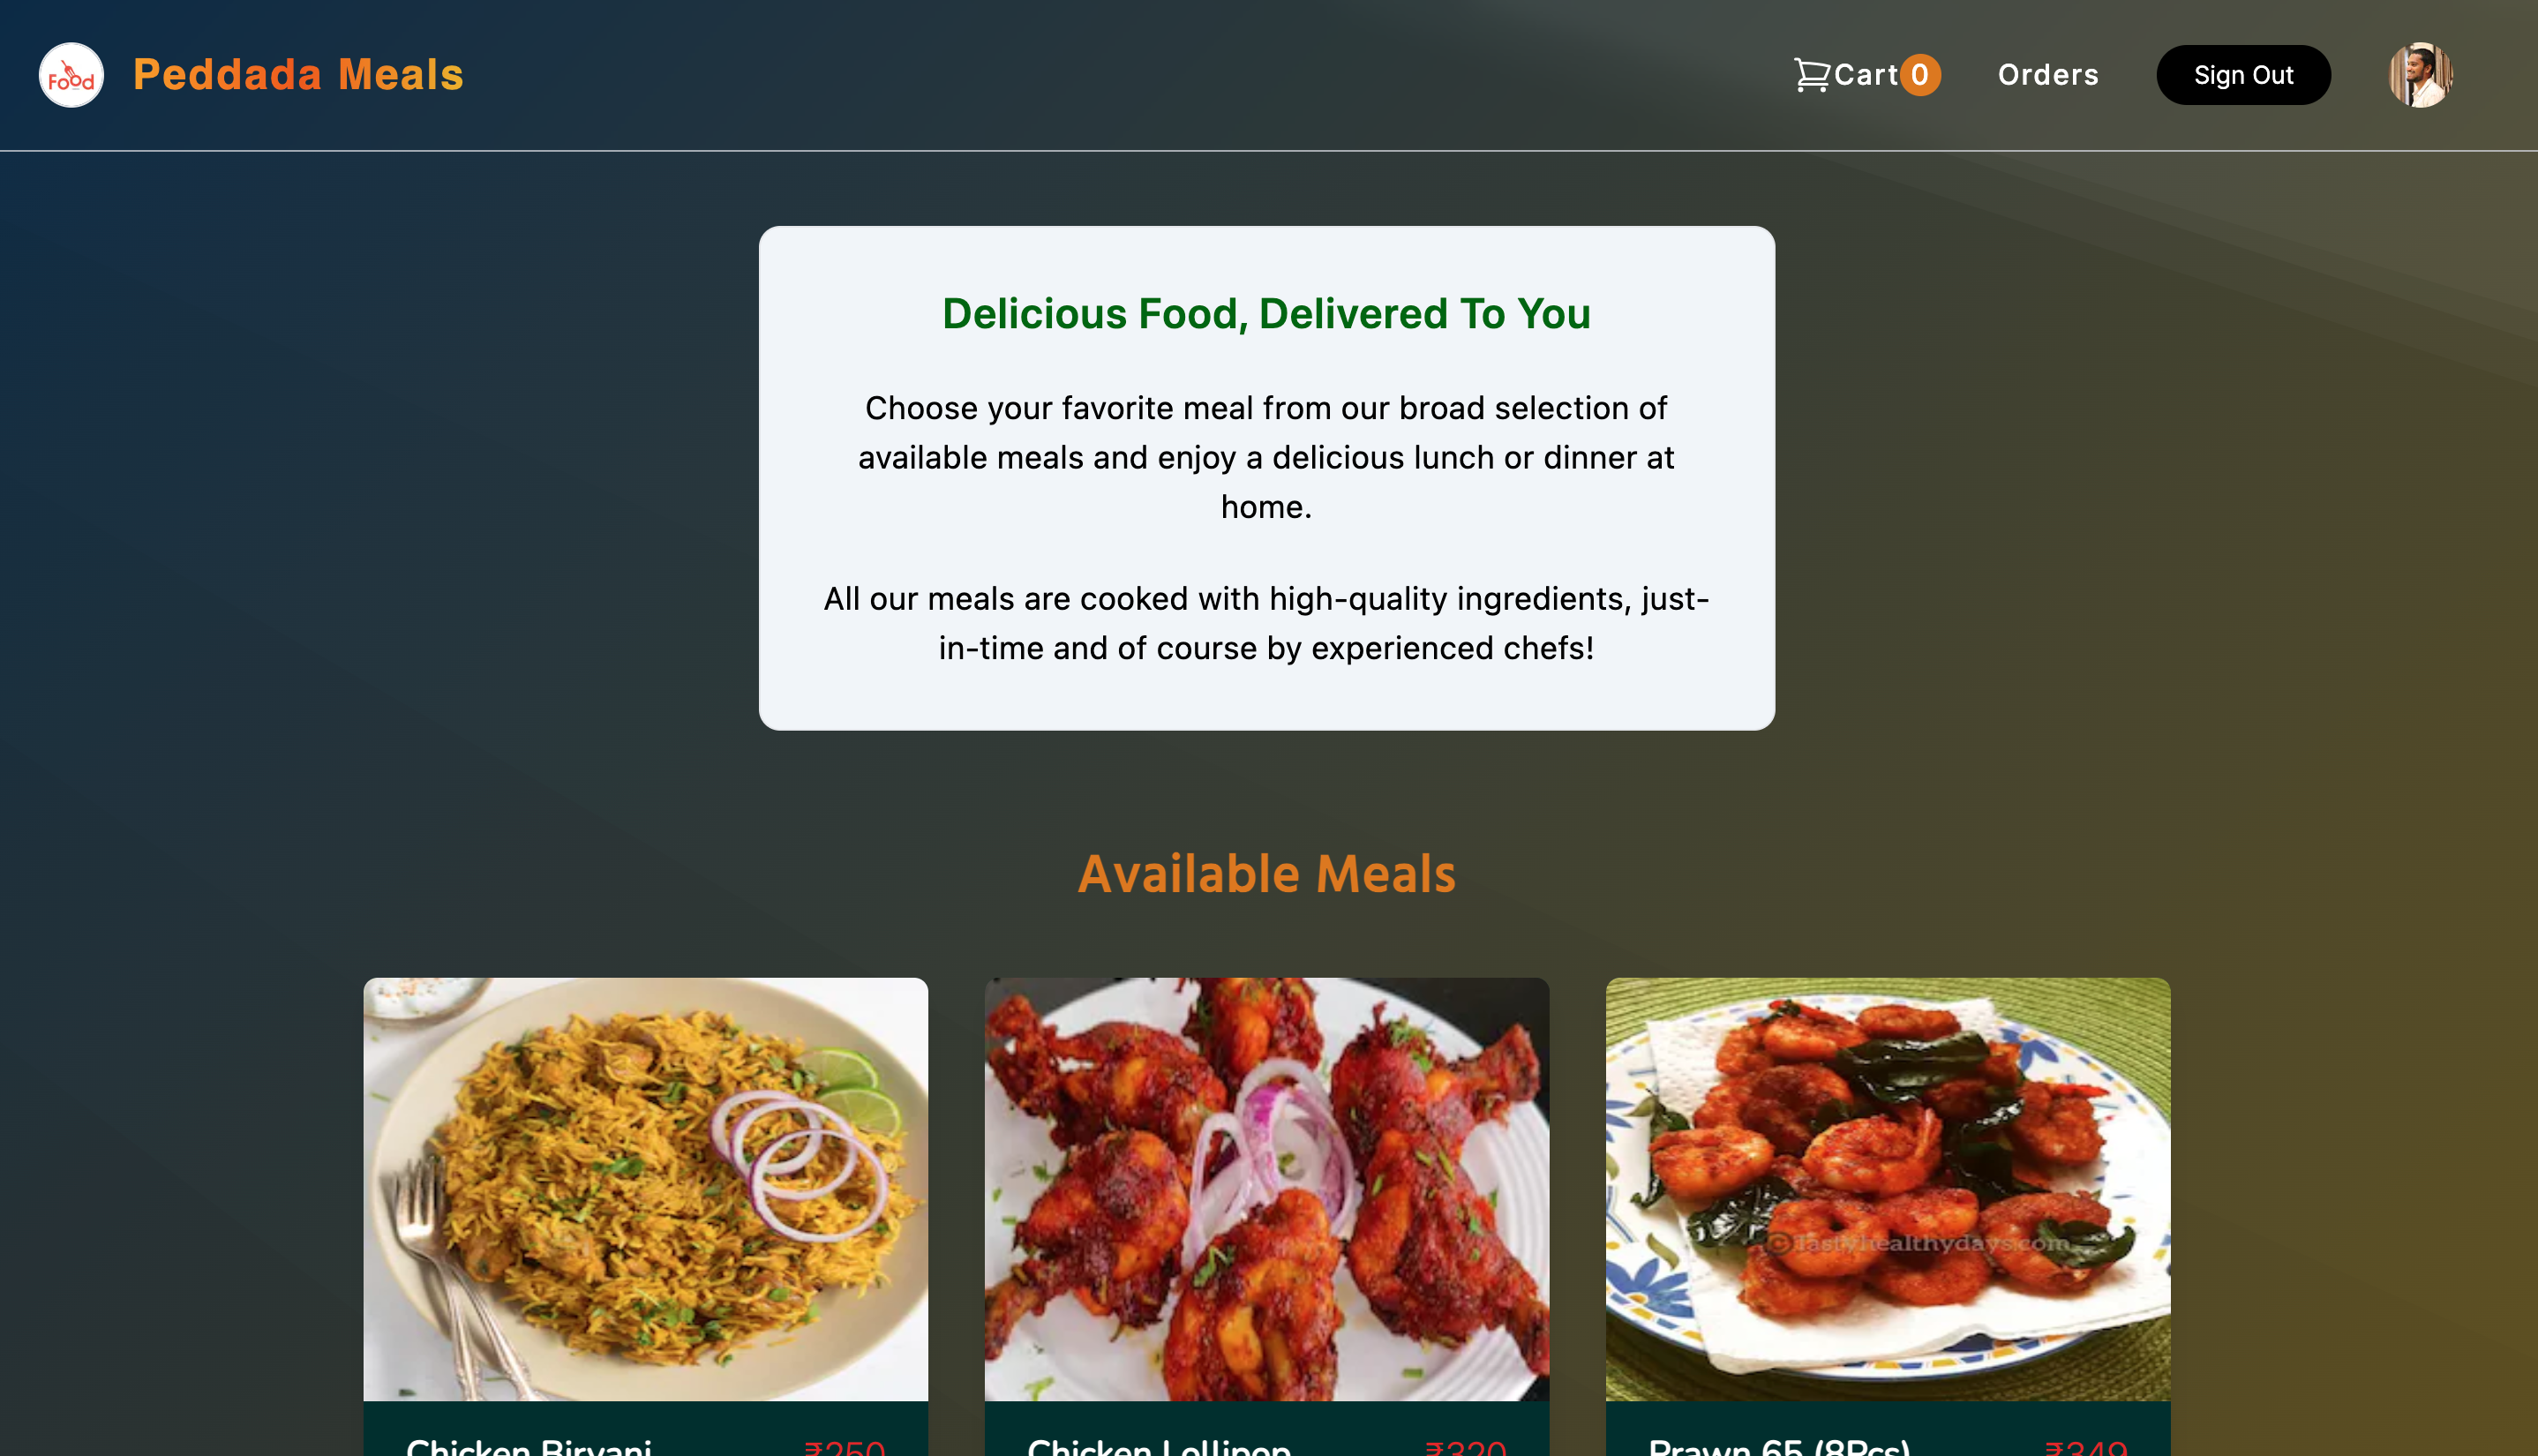 Food
Peddada Meals
Cart 0
Orders
Sign Out
Delicious Food, Delivered To You
Choose your favorite meal from our broad selection of
available meals and enjoy a delicious lunch or dinner at
home.
All our meals are cooked with high-quality ingredients, just-
in-time and of course by experienced chefs!
Available Meals
©Tastyhealthydays.com
Chicken Biryani ₹250
Chicken Lollipop ₹320
Prawn 65 (8Pcs) ₹349